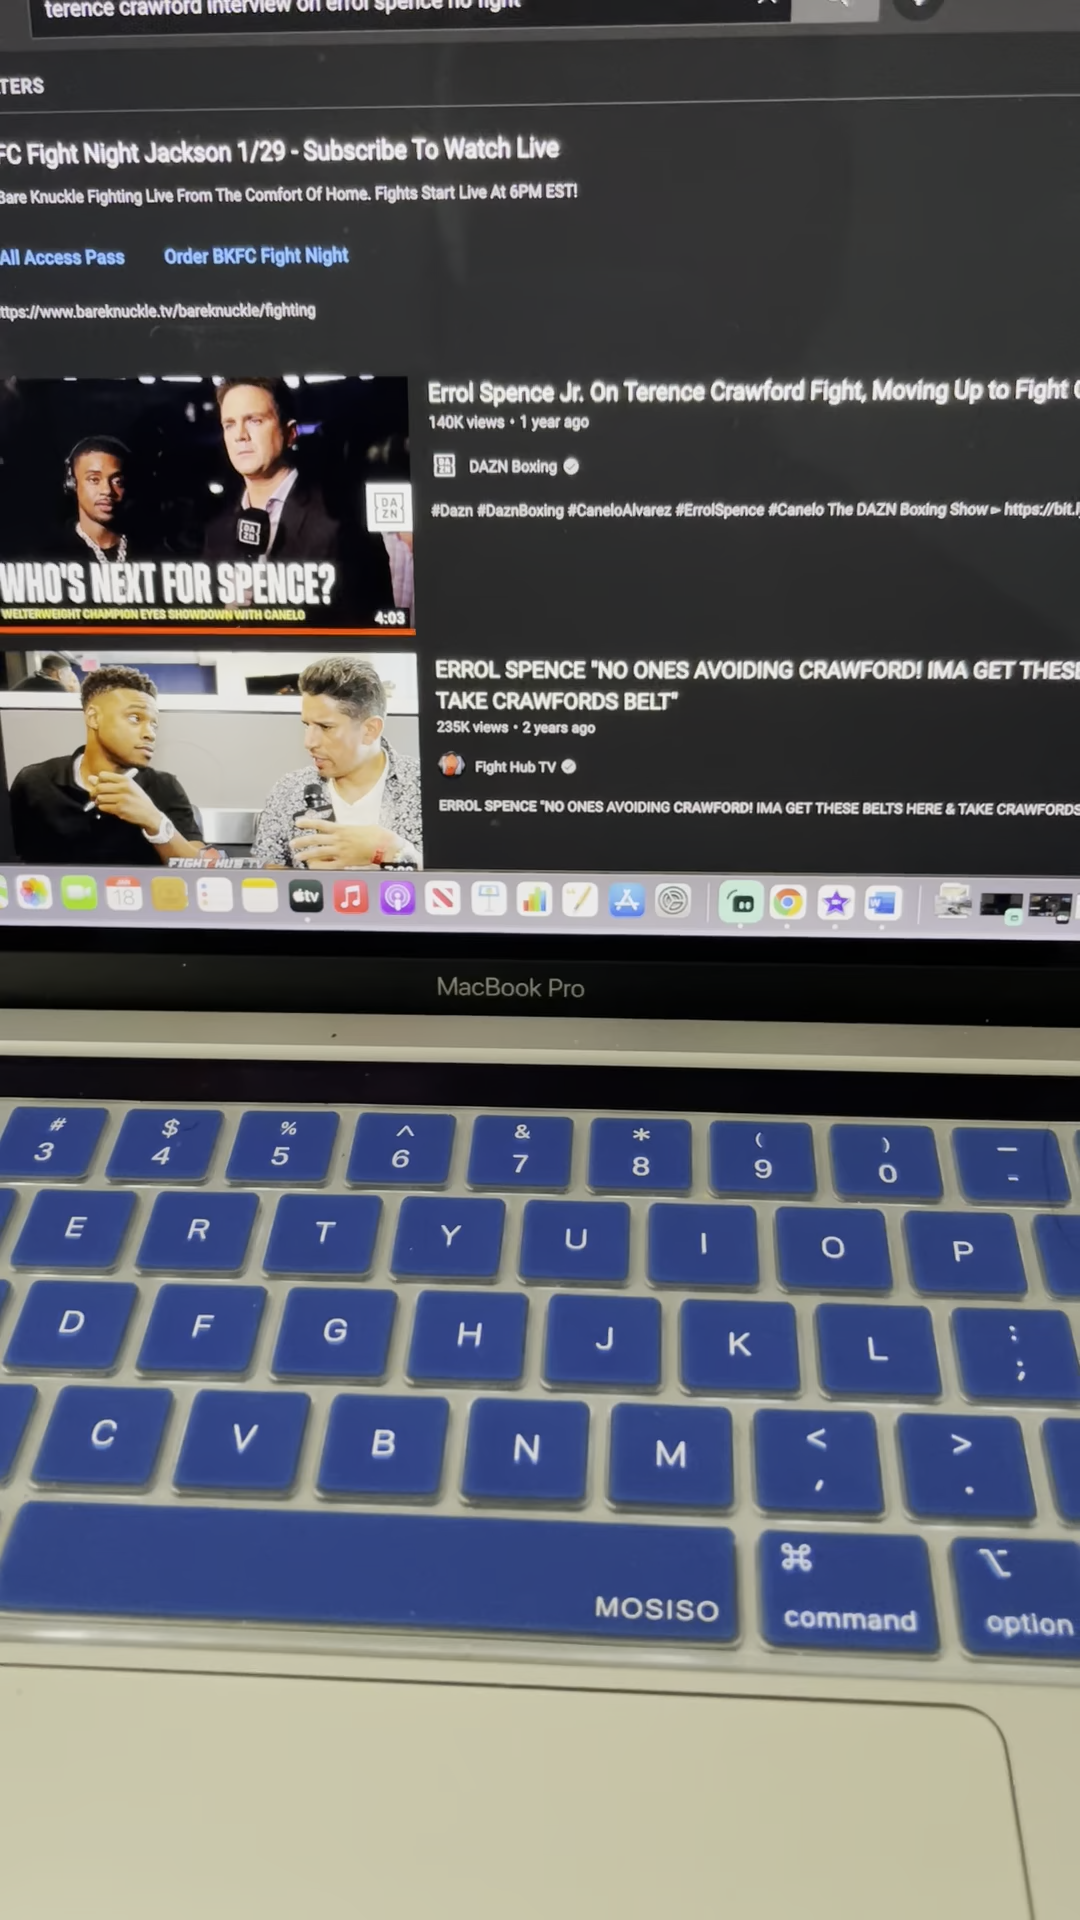 terence crawford interview on errol spence no fight
TERS
FC Fight Night Jackson 1/29 - Subscribe To Watch Live
Bare Knuckle Fighting Live From The Comfort Of Home. Fights Start Live At 6PM EST!
All Access Pass Order BKFC Fight Night
ttps://www.bareknuckle.tv/bareknuckle/fighting
Errol Spence Jr. On Terence Crawford Fight, Moving Up to Fight
140K views • 1 year ago
DAZN Boxing
#Dazn #DaznBoxing #CaneloAlvarez #ErrolSpence #Canelo The DAZN Boxing Show ► https://bit.l
DA
ZN
DA
ZN
WHO'S NEXT FOR SPENCE?
WELTERWEIGHT CHAMPION EYES SHOWDOWN WITH CANELO
4:03
ERROL SPENCE "NO ONES AVOIDING CRAWFORD! IMA GET THESE
TAKE CRAWFORDS BELT"
235K views • 2 years ago
Fight Hub TV
ERROL SPENCE "NO ONES AVOIDING CRAWFORD! IMA GET THESE BELTS HERE & TAKE CRAWFORDS
FIGHT HUB TV
JAN
18
tv
W
MacBook Pro
# $ % ^ & * ( ) —
3 4 5 6 7 8 9 0 -
E R T Y U I O P
D F G H J K L : ;
C V B N M < , > .
MOSISO
⌘ ⌥
command option